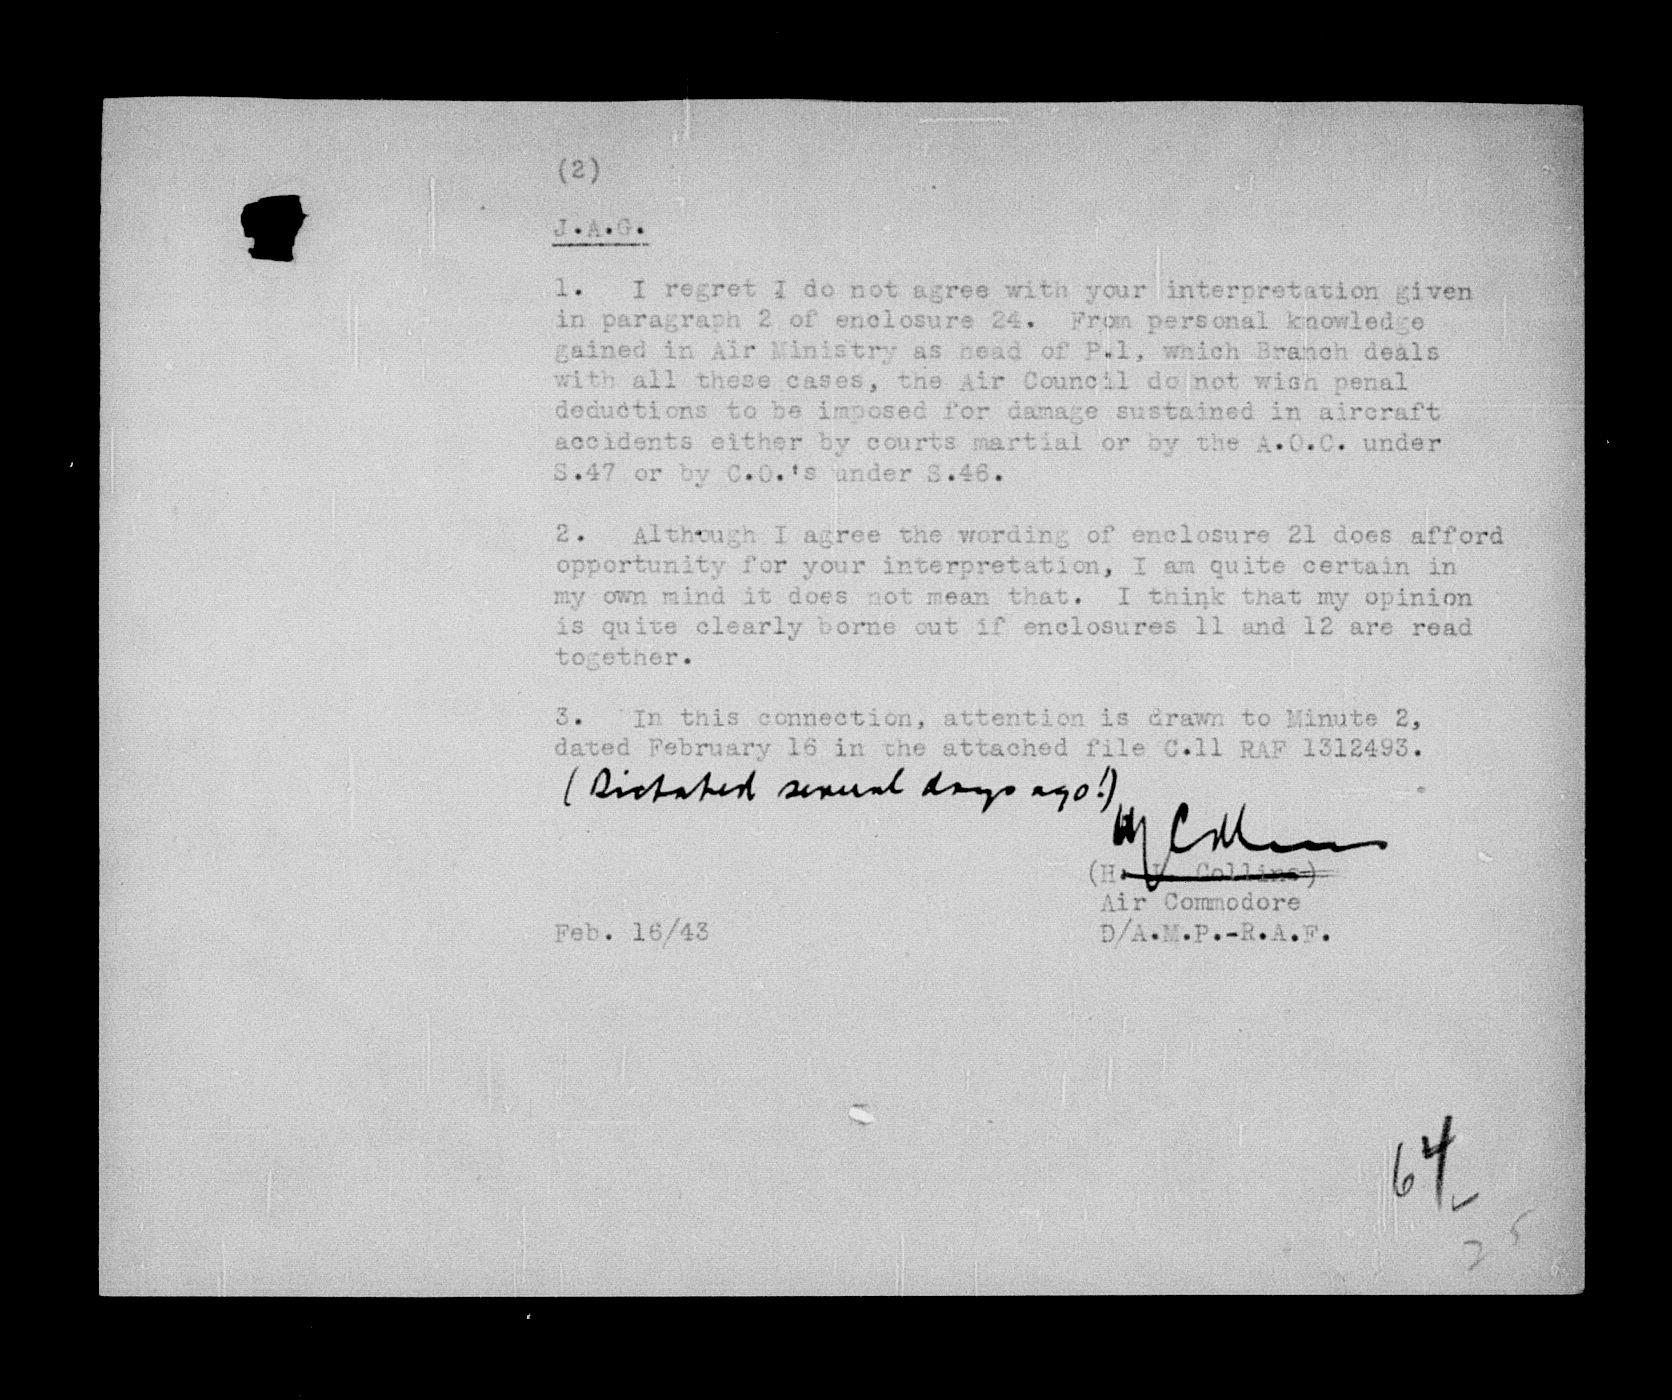 (2)
J.A.G.
1. I regret I do not agree with your interpretation given
in paragraph 2 of enclosure 24. From personal knowledge
gained in Air Ministry as head of P.1, which Branch deals
with all these cases, the Air Council do not wish penal
deductions to be imposed for damage sustained in aircraft
accidents either by courts martial or by the A.O.C. under
S.47 or by C.O.'s under S.46.
2. Although I agree the wording of enclosure 21 does afford
opportunity for your interpretation, I am quite certain in
my own mind it does not mean that. I think that my opinion
is quite clearly borne out if enclosures 11 and 12 are read
together.
3. In this connection, attention is drawn to Minute 2,
dated February 16 in the attached file C.11 RAF 1312493.
(Dictated several days ago!)
Collins
(H. Collins)
Air Commodore
Feb. 16/43 D/A.M.P.-R.A.F.
64
25